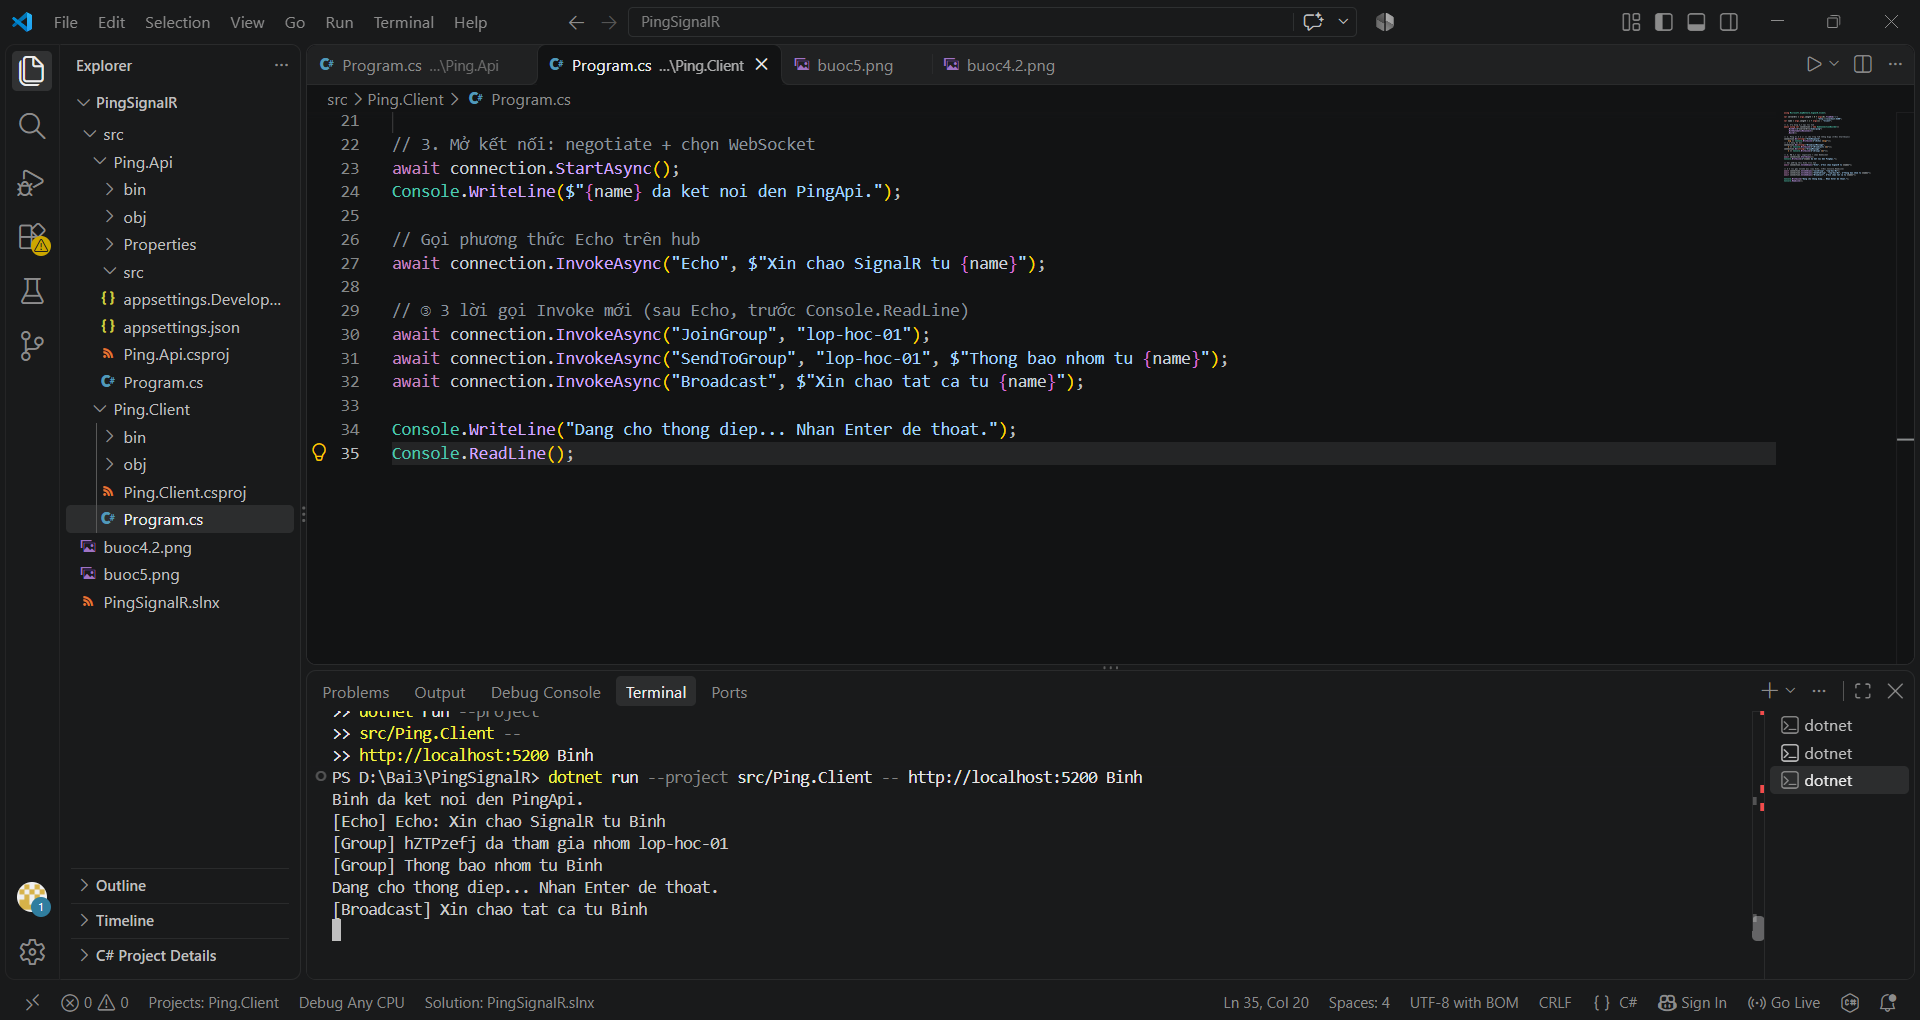 File Edit Selection View Go Run Terminal Help
PingSignalR
Explorer
PingSignalR
src
Ping.Api
bin
obj
Properties
src
appsettings.Develop...
appsettings.json
Ping.Api.csproj
Program.cs
Ping.Client
bin
obj
Ping.Client.csproj
Program.cs
buoc4.2.png
buoc5.png
PingSignalR.slnx
Outline
Timeline
C# Project Details
Program.cs ...\Ping.Api
Program.cs ...\Ping.Client
buoc5.png
buoc4.2.png
src > Ping.Client > Program.cs
21
22 // 3. Mở kết nối: negotiate + chọn WebSocket
23 await connection.StartAsync();
24 Console.WriteLine($"{name} da ket noi den PingApi.");
25
26 // Gọi phương thức Echo trên hub
27 await connection.InvokeAsync("Echo", $"Xin chao SignalR tu {name}");
28
29 // ③ 3 lời gọi Invoke mới (sau Echo, trước Console.ReadLine)
30 await connection.InvokeAsync("JoinGroup", "lop-hoc-01");
31 await connection.InvokeAsync("SendToGroup", "lop-hoc-01", $"Thong bao nhom tu {name}");
32 await connection.InvokeAsync("Broadcast", $"Xin chao tat ca tu {name}");
33
34 Console.WriteLine("Dang cho thong diep... Nhan Enter de thoat.");
35 Console.ReadLine();
Problems Output Debug Console Terminal Ports
>> dotnet run --project
>> src/Ping.Client --
>> http://localhost:5200 Binh
PS D:\Bai3\PingSignalR> dotnet run --project src/Ping.Client -- http://localhost:5200 Binh
Binh da ket noi den PingApi.
[Echo] Echo: Xin chao SignalR tu Binh
[Group] hZTPzefj da tham gia nhom lop-hoc-01
[Group] Thong bao nhom tu Binh
Dang cho thong diep... Nhan Enter de thoat.
[Broadcast] Xin chao tat ca tu Binh
dotnet
dotnet
dotnet
1
0 0 Projects: Ping.Client Debug Any CPU Solution: PingSignalR.slnx
Ln 35, Col 20 Spaces: 4 UTF-8 with BOM CRLF { } C# Sign In Go Live